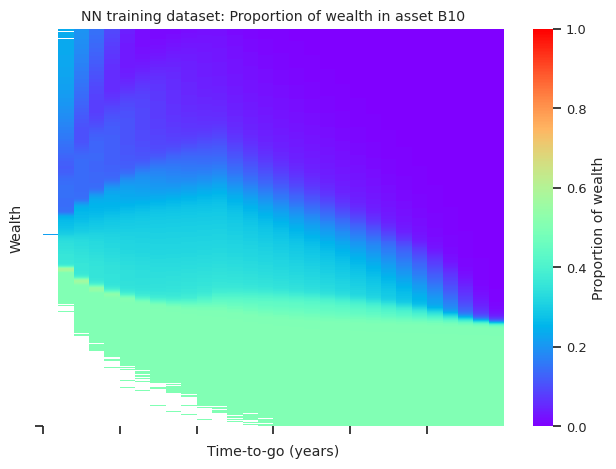 NN training dataset: Proportion of wealth in asset B10
Wealth
Time-to-go (years)
1.0
0.8
0.6
0.4
0.2
0.0
Proportion of wealth